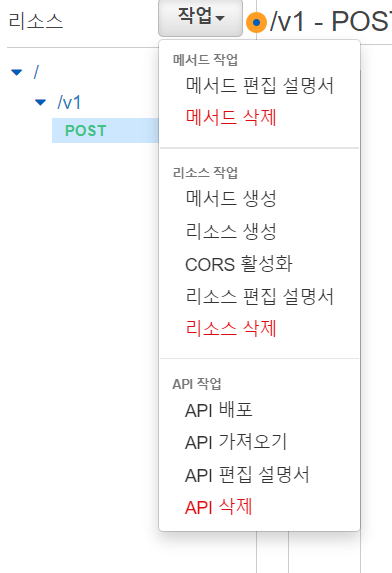 리소스
작업
/v1 - POS
/
/v1
POST
메서드 작업
메서드 편집 설명서
메서드 삭제
리소스 작업
메서드 생성
리소스 생성
CORS 활성화
리소스 편집 설명서
리소스 삭제
API 작업
API 배포
API 가져오기
API 편집 설명서
API 삭제